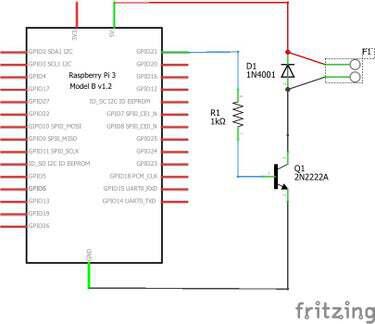 3V3
5V
GPIO2 SDA1 I2C
GPIO3 SCL1 I2C
GPIO4
GPIO17
GPIO27
GPIO22
GPIO10 SPI0_MOSI
GPIO9 SPI0_MISO
GPIO11 SPI0_SCLK
ID_SD I2C ID EEPROM
GPIO5
GPIO6
GPIO13
GPIO19
GPIO26
Raspberry Pi 3
Model B v1.2
GPIO21
GPIO20
GPIO16
GPIO12
ID_SC I2C ID EEPROM
GPIO7 SPI0_CE1_N
GPIO8 SPI0_CE0_N
GPIO25
GPIO24
GPIO23
GPIO18 PCM_CLK
GPIO15 UART0_RXD
GPIO14 UART0_TXD
GND
R1
1kΩ
D1
1N4001
F1
Q1
2N2222A
fritzing